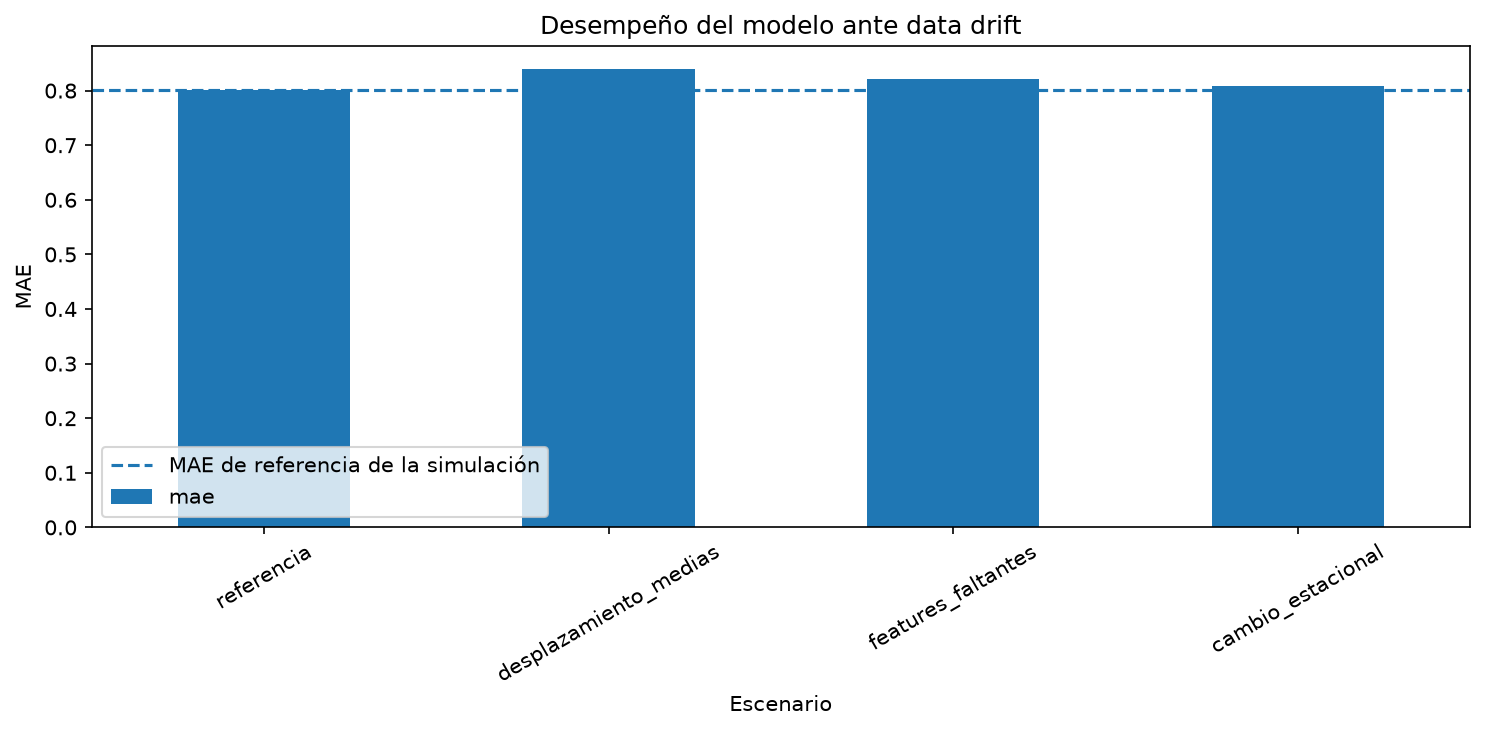 Desempeño del modelo ante data drift
MAE
0.8
0.7
0.6
0.5
0.4
0.3
0.2
0.1
0.0
MAE de referencia de la simulación
mae
referencia
desplazamiento_medias
features_faltantes
cambio_estacional
Escenario